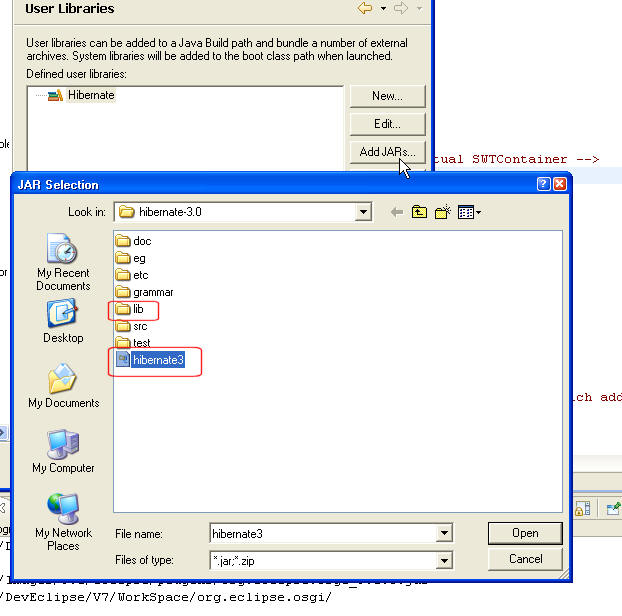 User Libraries
User libraries can be added to a Java Build path and bundle a number of external
archives. System libraries will be added to the boot class path when launched.
Defined user libraries:
Hibernate
New...
Edit...
Add JARs...
tual SWTContainer -->
JAR Selection
Look in:
hibernate-3.0
doc
eg
etc
grammar
lib
src
test
hibernate3
My Recent
Documents
Desktop
My Documents
My Computer
My Network
Places
ch add
File name:
hibernate3
Open
Files of type:
*.jar;*.zip
Cancel
/DevEclipse/V7/WorkSpace/org.eclipse.osgi/